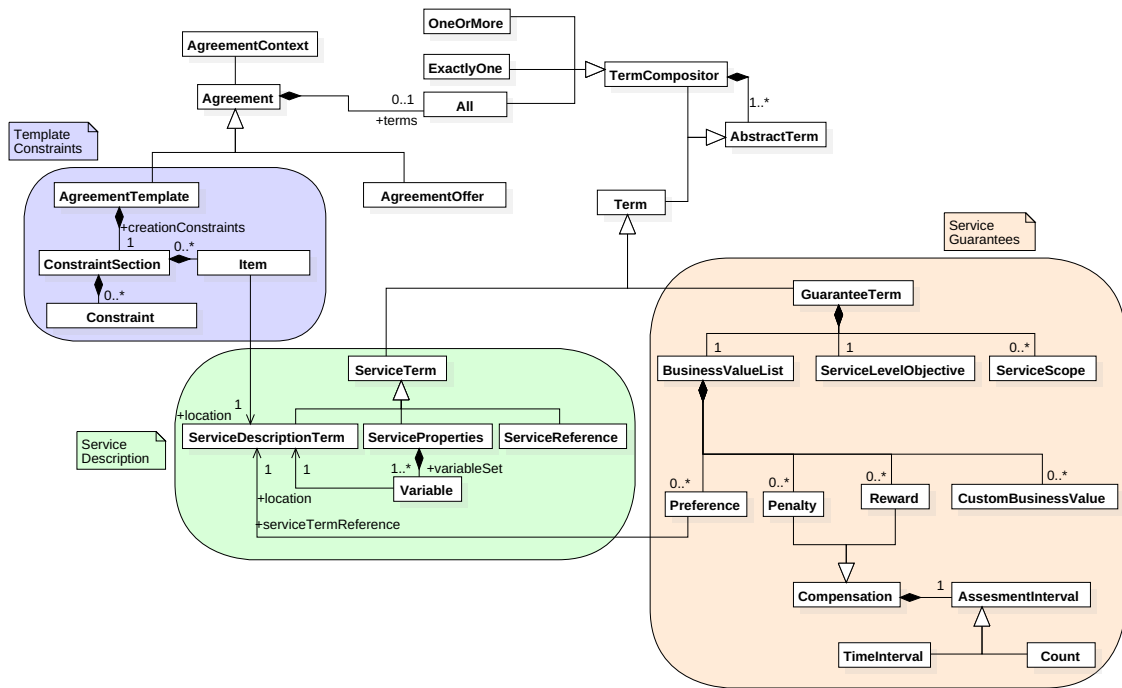 OneOrMore
AgreementContext
ExactlyOne
TermCompositor
Agreement
0..1
All
+terms
1..*
AbstractTerm
Template
Constraints
AgreementTemplate
AgreementOffer
Term
+creationConstraints
1
0..*
ConstraintSection
Item
0..*
Constraint
Service
Guarantees
GuaranteeTerm
1
1
0..*
BusinessValueList
ServiceLevelObjective
ServiceScope
ServiceTerm
1
+location
ServiceDescriptionTerm
ServiceProperties
ServiceReference
Service
Description
1
1
1..*
+variableSet
Variable
+location
+serviceTermReference
0..*
0..*
0..*
0..*
Preference
Penalty
Reward
CustomBusinessValue
Compensation
1
AssesmentInterval
TimeInterval
Count